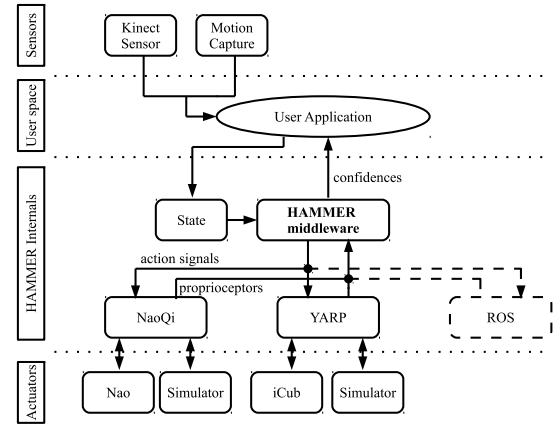 Sensors
Kinect
Sensor
Motion
Capture
User space
User Application
HAMMER Internals
confidences
State
HAMMER
middleware
action signals
proprioceptors
NaoQi
YARP
ROS
Actuators
Nao
Simulator
iCub
Simulator